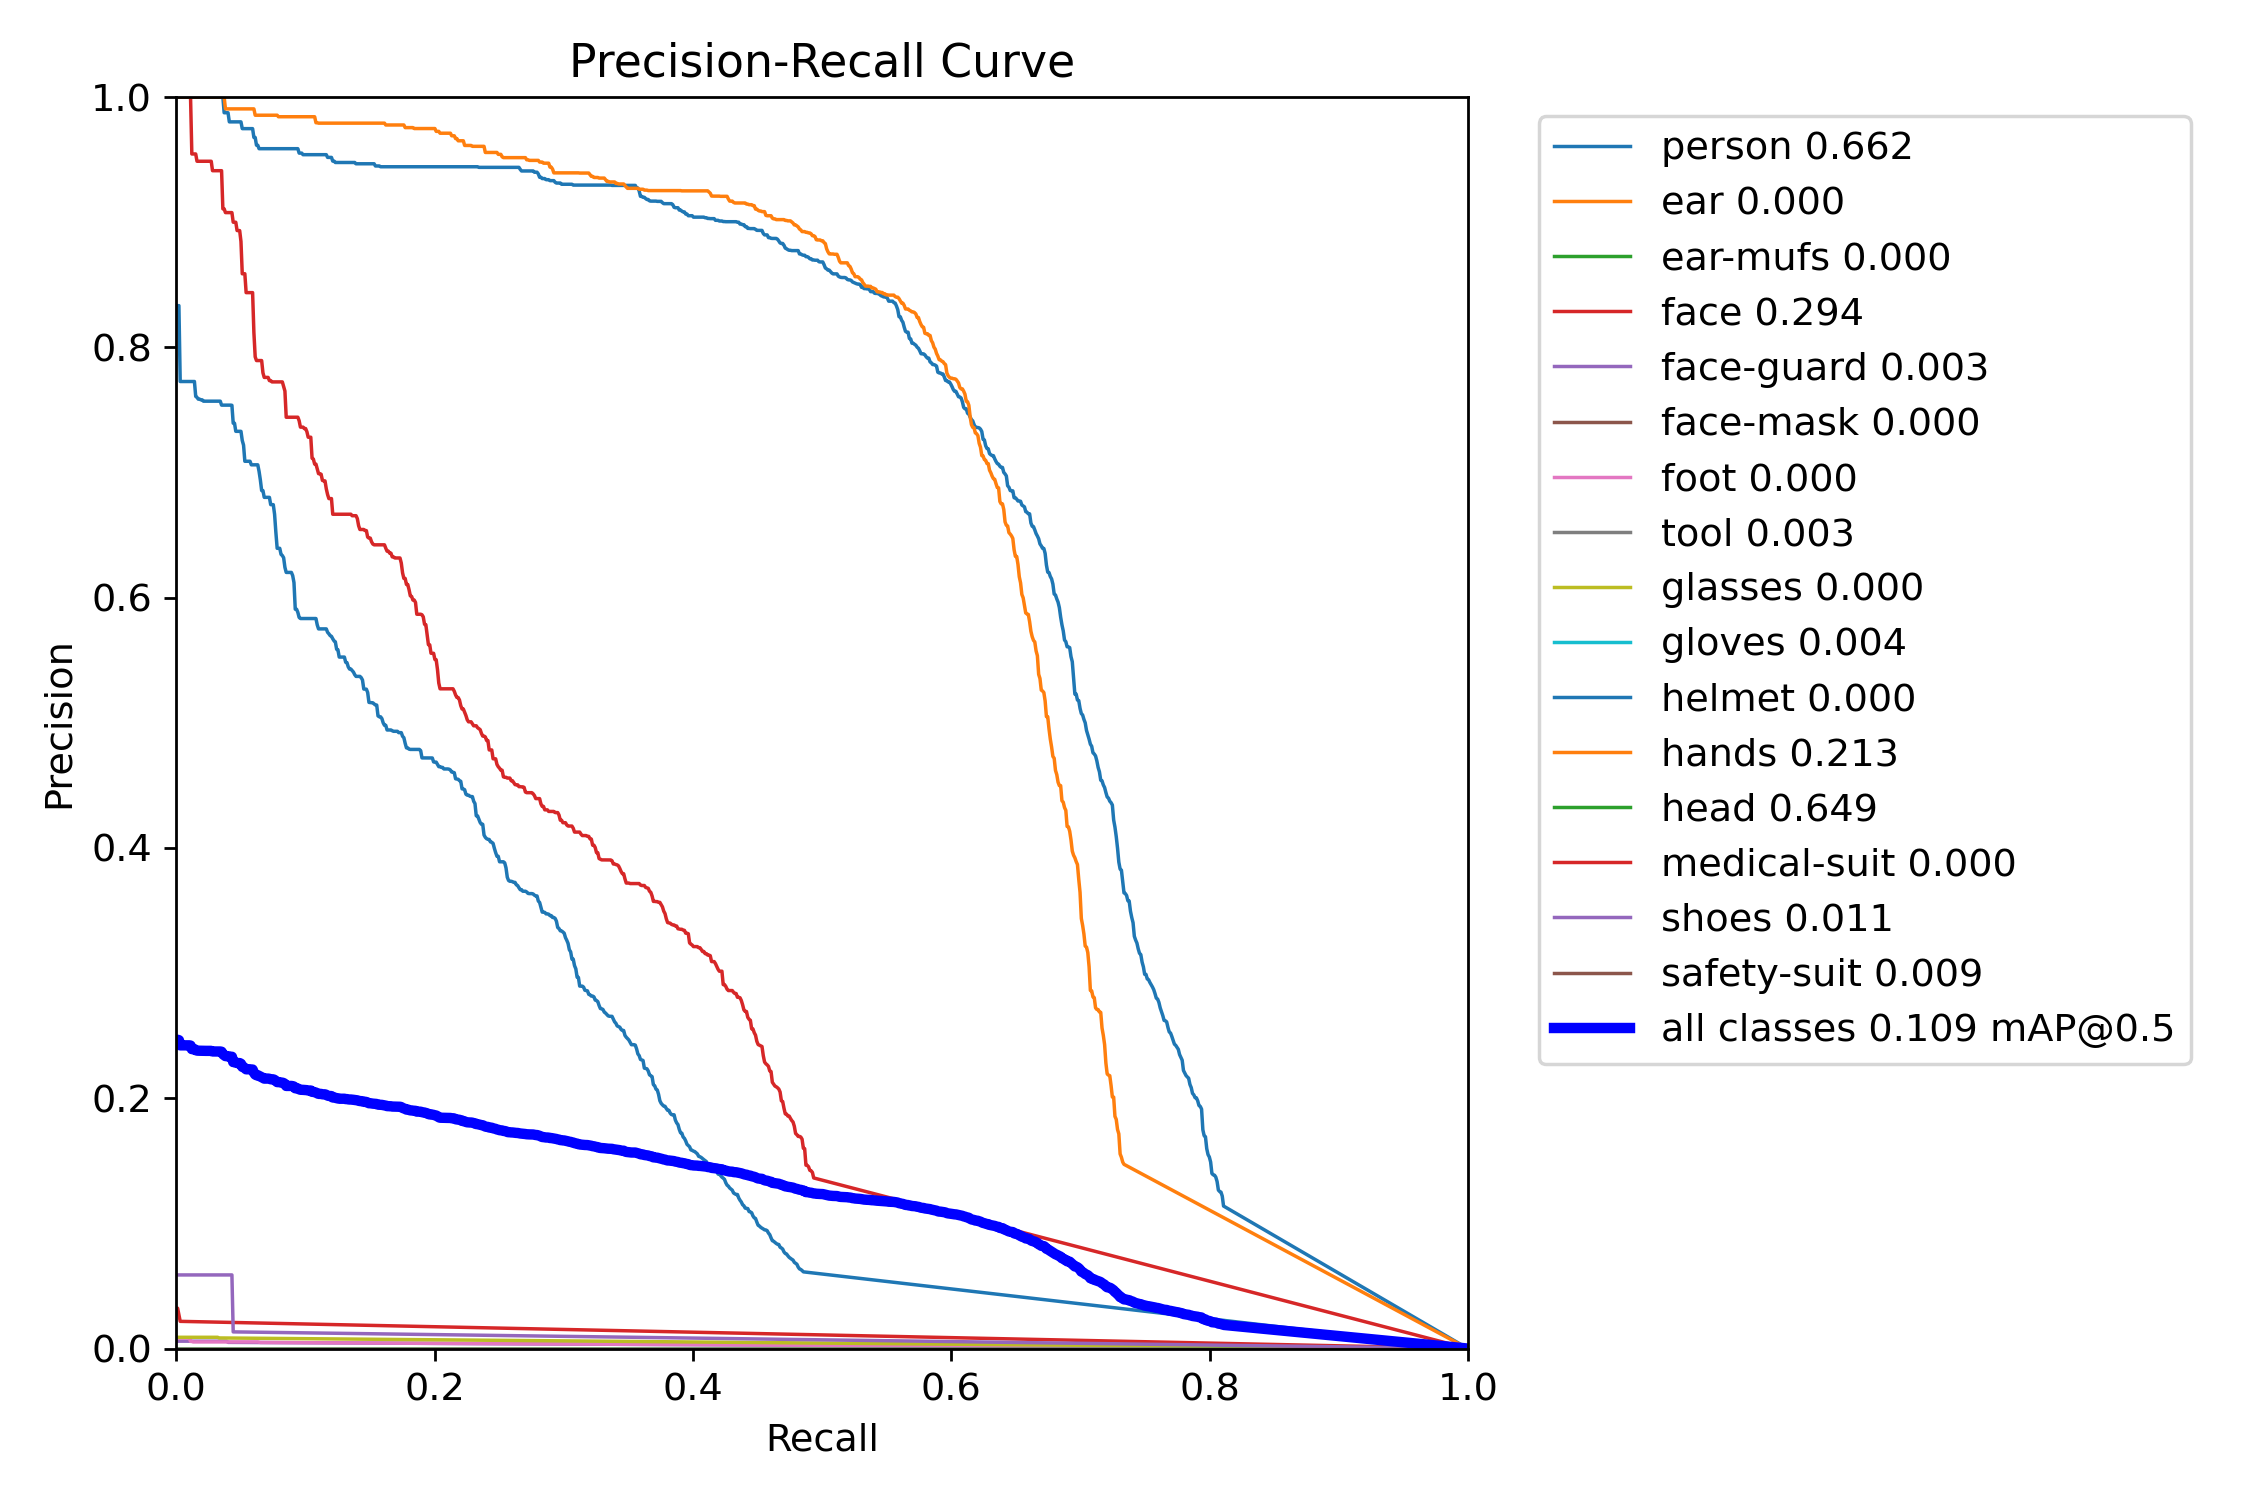 Precision-Recall Curve
1.0
0.8
0.6
0.4
0.2
0.0
Precision
0.0 0.2 0.4 0.6 0.8 1.0
Recall
person 0.662
ear 0.000
ear-mufs 0.000
face 0.294
face-guard 0.003
face-mask 0.000
foot 0.000
tool 0.003
glasses 0.000
gloves 0.004
helmet 0.000
hands 0.213
head 0.649
medical-suit 0.000
shoes 0.011
safety-suit 0.009
all classes 0.109 mAP@0.5